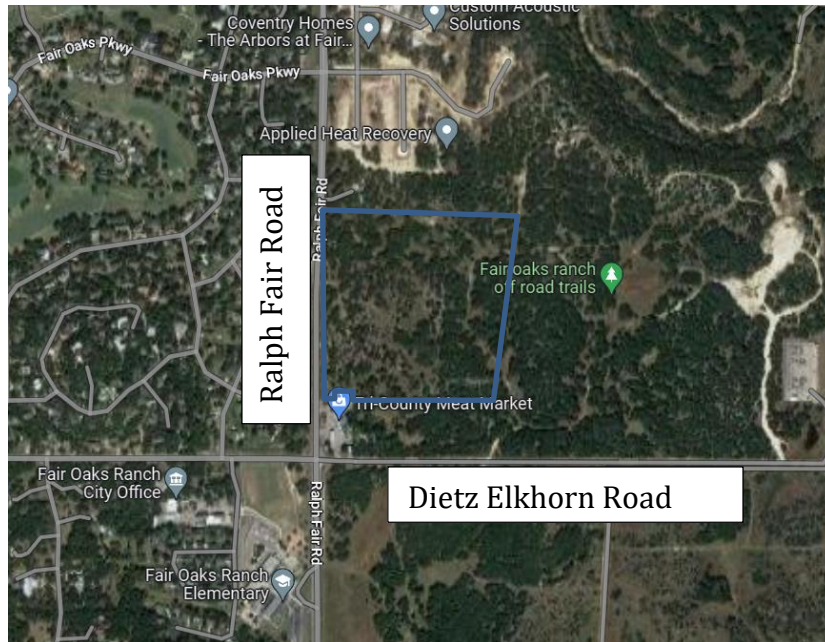 Custom Acoustic
Solutions
Coventry Homes
- The Arbors at Fair...
Fair Oaks Pkwy
Fair Oaks Pkwy
Applied Heat Recovery
Ralph Fair Rd
Ralph Fair Road
Fair oaks ranch
off road trails
Tri-County Meat Market
Fair Oaks Ranch
City Office
Dietz Elkhorn Road
Ralph Fair Rd
Fair Oaks Ranch
Elementary